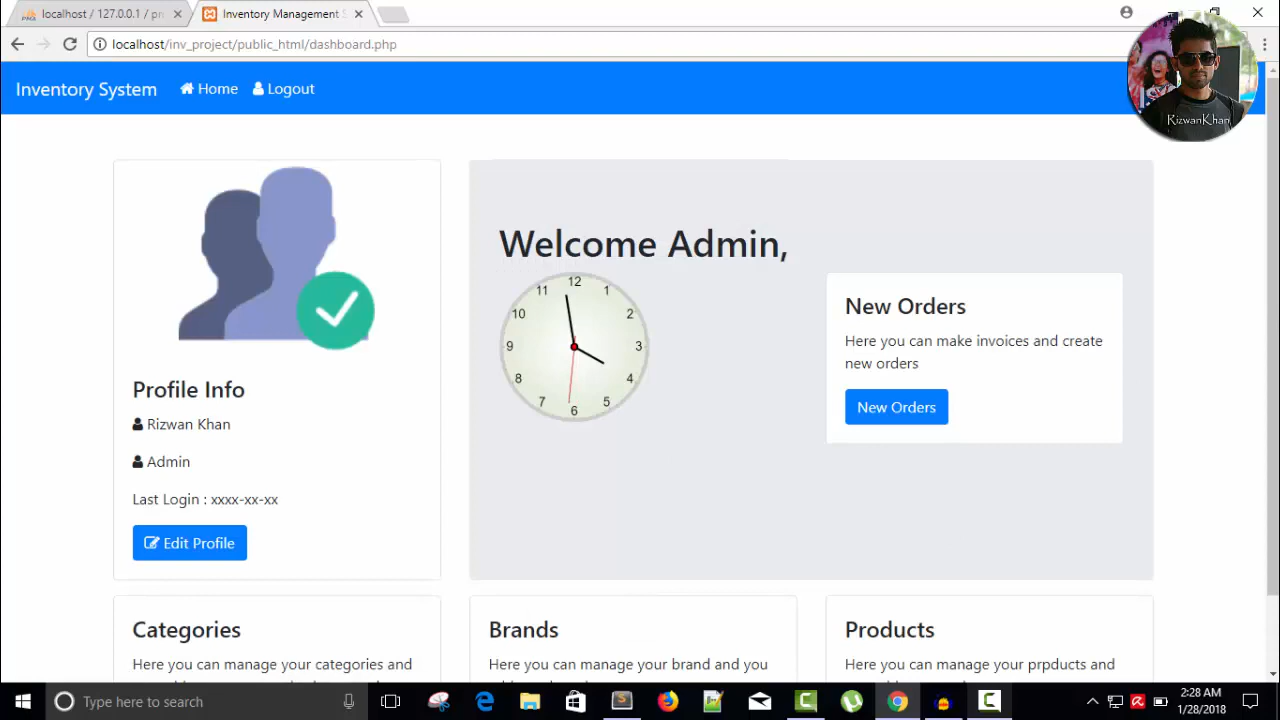 localhost / 127.0.0.1 / pr
Inventory Management S
localhost/inv_project/public_html/dashboard.php
Inventory System
Home
Logout
RizwanKhan
Welcome Admin,
12
11 1
10 2
9 3
8 4
7 5
6
New Orders
Here you can make invoices and create
new orders
New Orders
Profile Info
Rizwan Khan
Admin
Last Login : xxxx-xx-xx
Edit Profile
Categories
Here you can manage your categories and
Brands
Here you can manage your brand and you
Products
Here you can manage your prpducts and
Type here to search
2:28 AM
1/28/2018